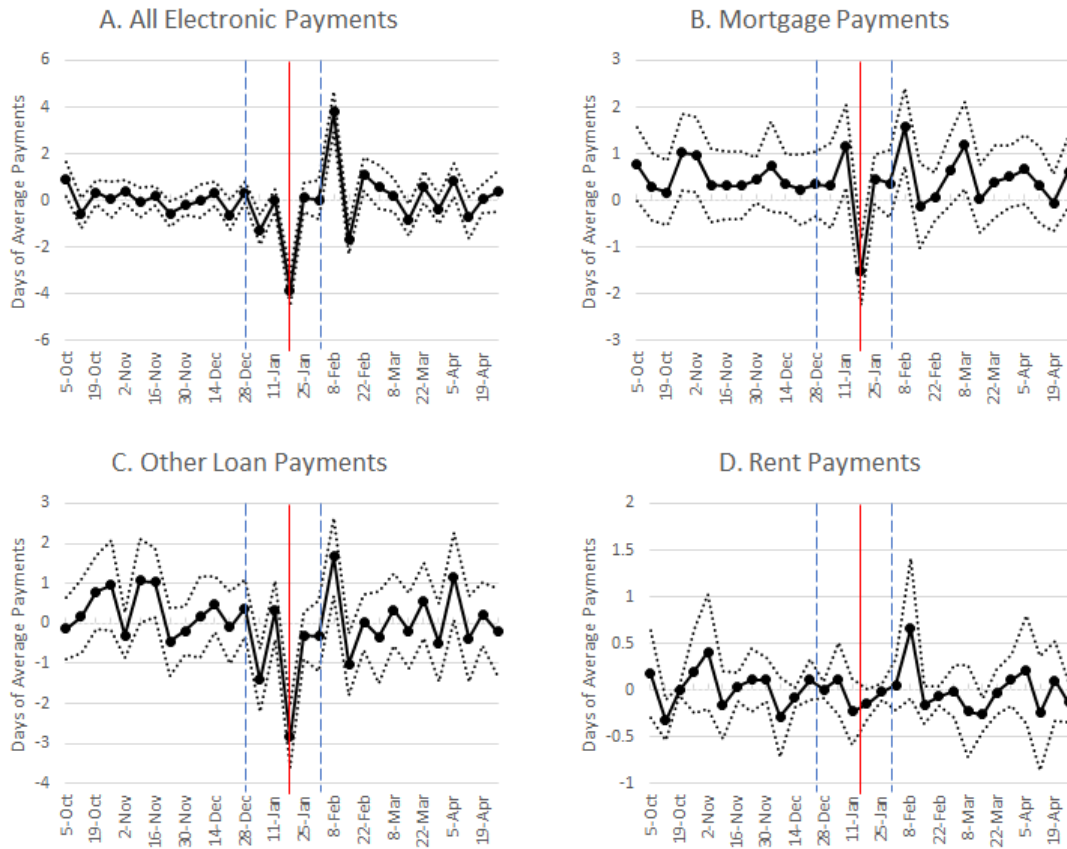 A. All Electronic Payments
Days of Average Payments
6
4
2
0
-2
-4
-6
5-Oct
19-Oct
2-Nov
16-Nov
30-Nov
14-Dec
28-Dec
11-Jan
25-Jan
8-Feb
22-Feb
8-Mar
22-Mar
5-Apr
19-Apr
B. Mortgage Payments
Days of Average Payments
3
2
1
0
-1
-2
-3
5-Oct
19-Oct
2-Nov
16-Nov
30-Nov
14-Dec
28-Dec
11-Jan
25-Jan
8-Feb
22-Feb
8-Mar
22-Mar
5-Apr
19-Apr
C. Other Loan Payments
Days of Average Payments
3
2
1
0
-1
-2
-3
-4
5-Oct
19-Oct
2-Nov
16-Nov
30-Nov
14-Dec
28-Dec
11-Jan
25-Jan
8-Feb
22-Feb
8-Mar
22-Mar
5-Apr
19-Apr
D. Rent Payments
Days of Average Payments
2
1.5
1
0.5
0
-0.5
-1
5-Oct
19-Oct
2-Nov
16-Nov
30-Nov
14-Dec
28-Dec
11-Jan
25-Jan
8-Feb
22-Feb
8-Mar
22-Mar
5-Apr
19-Apr